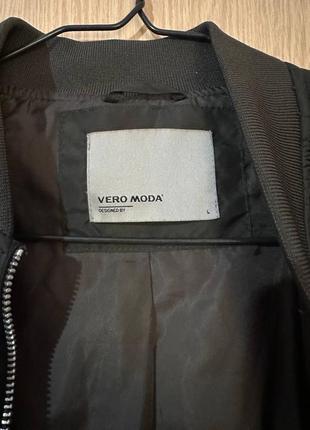 VERO MODA
DESIGNED BY
L